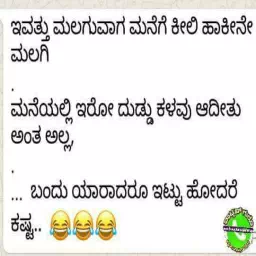 ಇವತ್ತು ಮಲಗುವಾಗ ಮನೆಗೆ ಕೀಲಿ ಹಾಕೀನೇ
ಮಲಗಿ
.
ಮನೆಯಲ್ಲಿ ಇರೋ ದುಡ್ಡು ಕಳವು ಆದೀತು
ಅಂತ ಅಲ್ಲ,
.
... ಬಂದು ಯಾರಾದರೂ ಇಟ್ಟು ಹೋದರೆ
ಕಷ್ಟ.. 😂😂😂